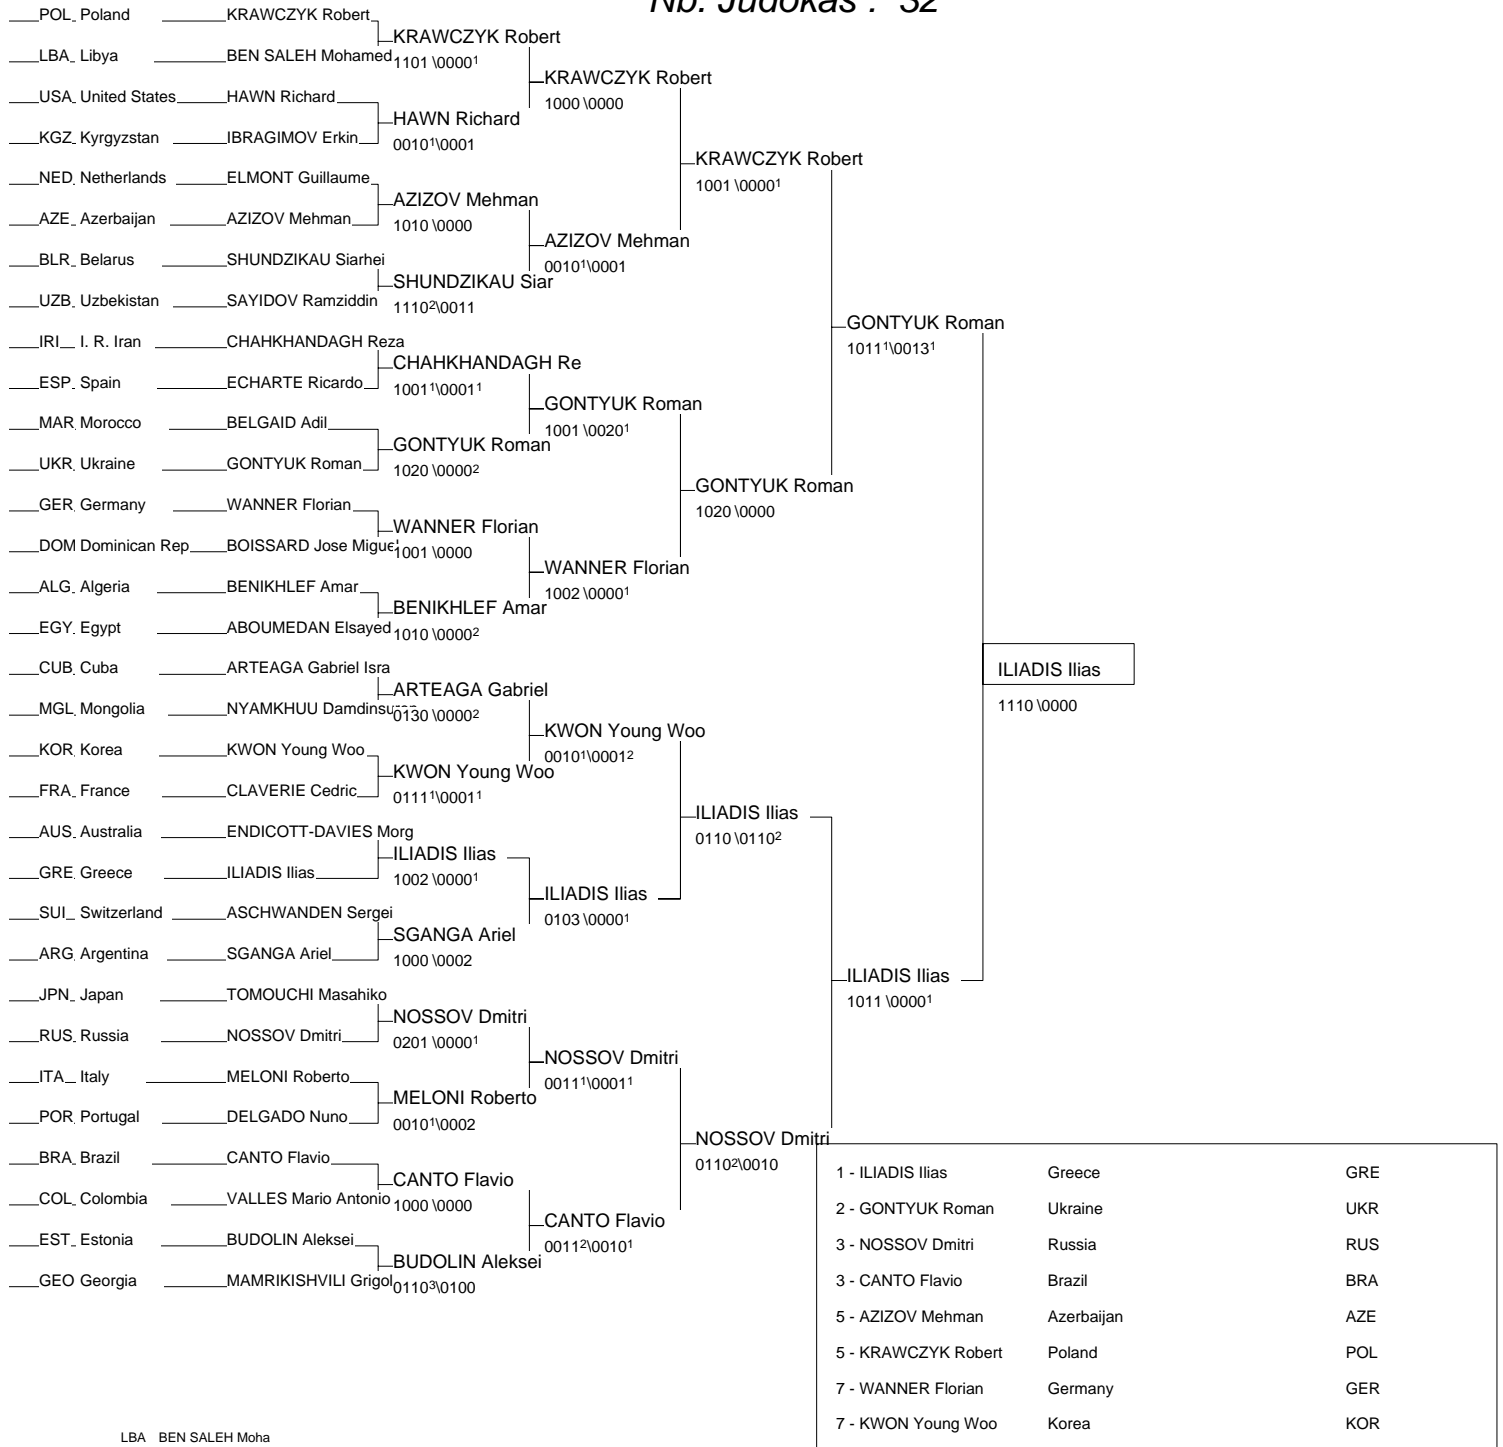 Nb. Judokas : 32
POL Poland KRAWCZYK Robert
KRAWCZYK Robert
LBA Libya BEN SALEH Mohamed 1101 \0000¹
KRAWCZYK Robert
USA United States HAWN Richard
1000 \0000
HAWN Richard
KGZ Kyrgyzstan IBRAGIMOV Erkin 0010¹\0001
KRAWCZYK Robert
NED Netherlands ELMONT Guillaume
1001 \0000¹
AZIZOV Mehman
AZE Azerbaijan AZIZOV Mehman 1010 \0000
AZIZOV Mehman
BLR Belarus SHUNDZIKAU Siarhei
0010¹\0001
SHUNDZIKAU Siar
UZB Uzbekistan SAYIDOV Ramziddin 1110²\0011
GONTYUK Roman
IRI I. R. Iran CHAHKHANDAGH Reza
1011¹\0013¹
CHAHKHANDAGH Re
ESP Spain ECHARTE Ricardo 1001¹\0001¹
GONTYUK Roman
MAR Morocco BELGAID Adil
1001 \0020¹
GONTYUK Roman
UKR Ukraine GONTYUK Roman 1020 \0000²
GONTYUK Roman
GER Germany WANNER Florian
1020 \0000
WANNER Florian
DOM Dominican Rep BOISSARD Jose Miguel 1001 \0000
WANNER Florian
ALG Algeria BENIKHLEF Amar
1002 \0000¹
BENIKHLEF Amar
EGY Egypt ABOUMEDAN Elsayed 1010 \0000²
CUB Cuba ARTEAGA Gabriel Isra
ILIADIS Ilias
ARTEAGA Gabriel
1110 \0000
MGL Mongolia NYAMKHUU 0130 \0000²
KWON Young Woo
KOR Korea KWON Young Woo
0010¹\0001²
KWON Young Woo
FRA France CLAVERIE Cedric 0111¹\0001¹
ILIADIS Ilias
AUS Australia ENDICOTT-DAVIES Morg
0110 \0110²
ILIADIS Ilias
GRE Greece ILIADIS Ilias 1002 \0000¹
ILIADIS Ilias
SUI Switzerland ASCHWANDEN Sergei
0103 \0000¹
SGANGA Ariel
ARG Argentina SGANGA Ariel 1000 \0002
ILIADIS Ilias
JPN Japan TOMOUCHI Masahiko
1011 \0000¹
NOSSOV Dmitri
RUS Russia NOSSOV Dmitri 0201 \0000¹
NOSSOV Dmitri
ITA Italy MELONI Roberto
0011¹\0001¹
MELONI Roberto
POR Portugal DELGADO Nuno 0010¹\0002
NOSSOV Dmitri
BRA Brazil CANTO Flavio
0110²\0010
CANTO Flavio
COL Colombia VALLES Mario Antonio 1000 \0000
CANTO Flavio
EST Estonia BUDOLIN Aleksei
0011²\0010¹
BUDOLIN Aleksei
GEO Georgia MAMRIKISHVILI Grigol 0110³\0100
1 - ILIADIS Ilias Greece GRE
2 - GONTYUK Roman Ukraine UKR
3 - NOSSOV Dmitri Russia RUS
3 - CANTO Flavio Brazil BRA
5 - AZIZOV Mehman Azerbaijan AZE
5 - KRAWCZYK Robert Poland POL
7 - WANNER Florian Germany GER
7 - KWON Young Woo Korea KOR
LBA BEN SALEH Moha